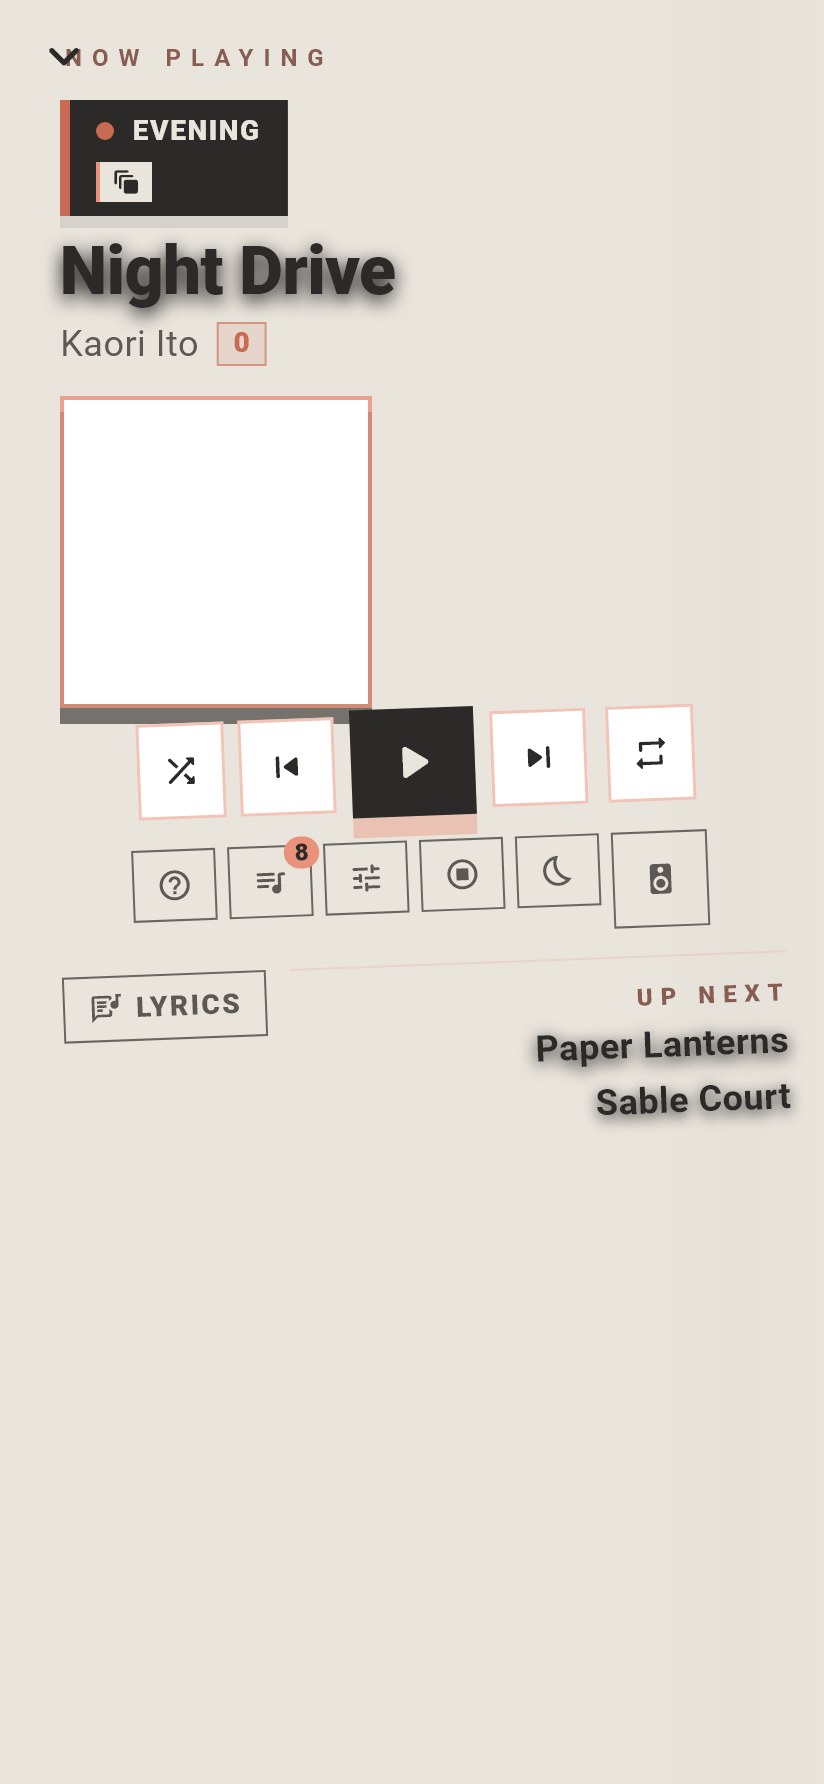 NOW PLAYING
EVENING
Night Drive
Kaori Ito 0
8
LYRICS
UP NEXT
Paper Lanterns
Sable Court